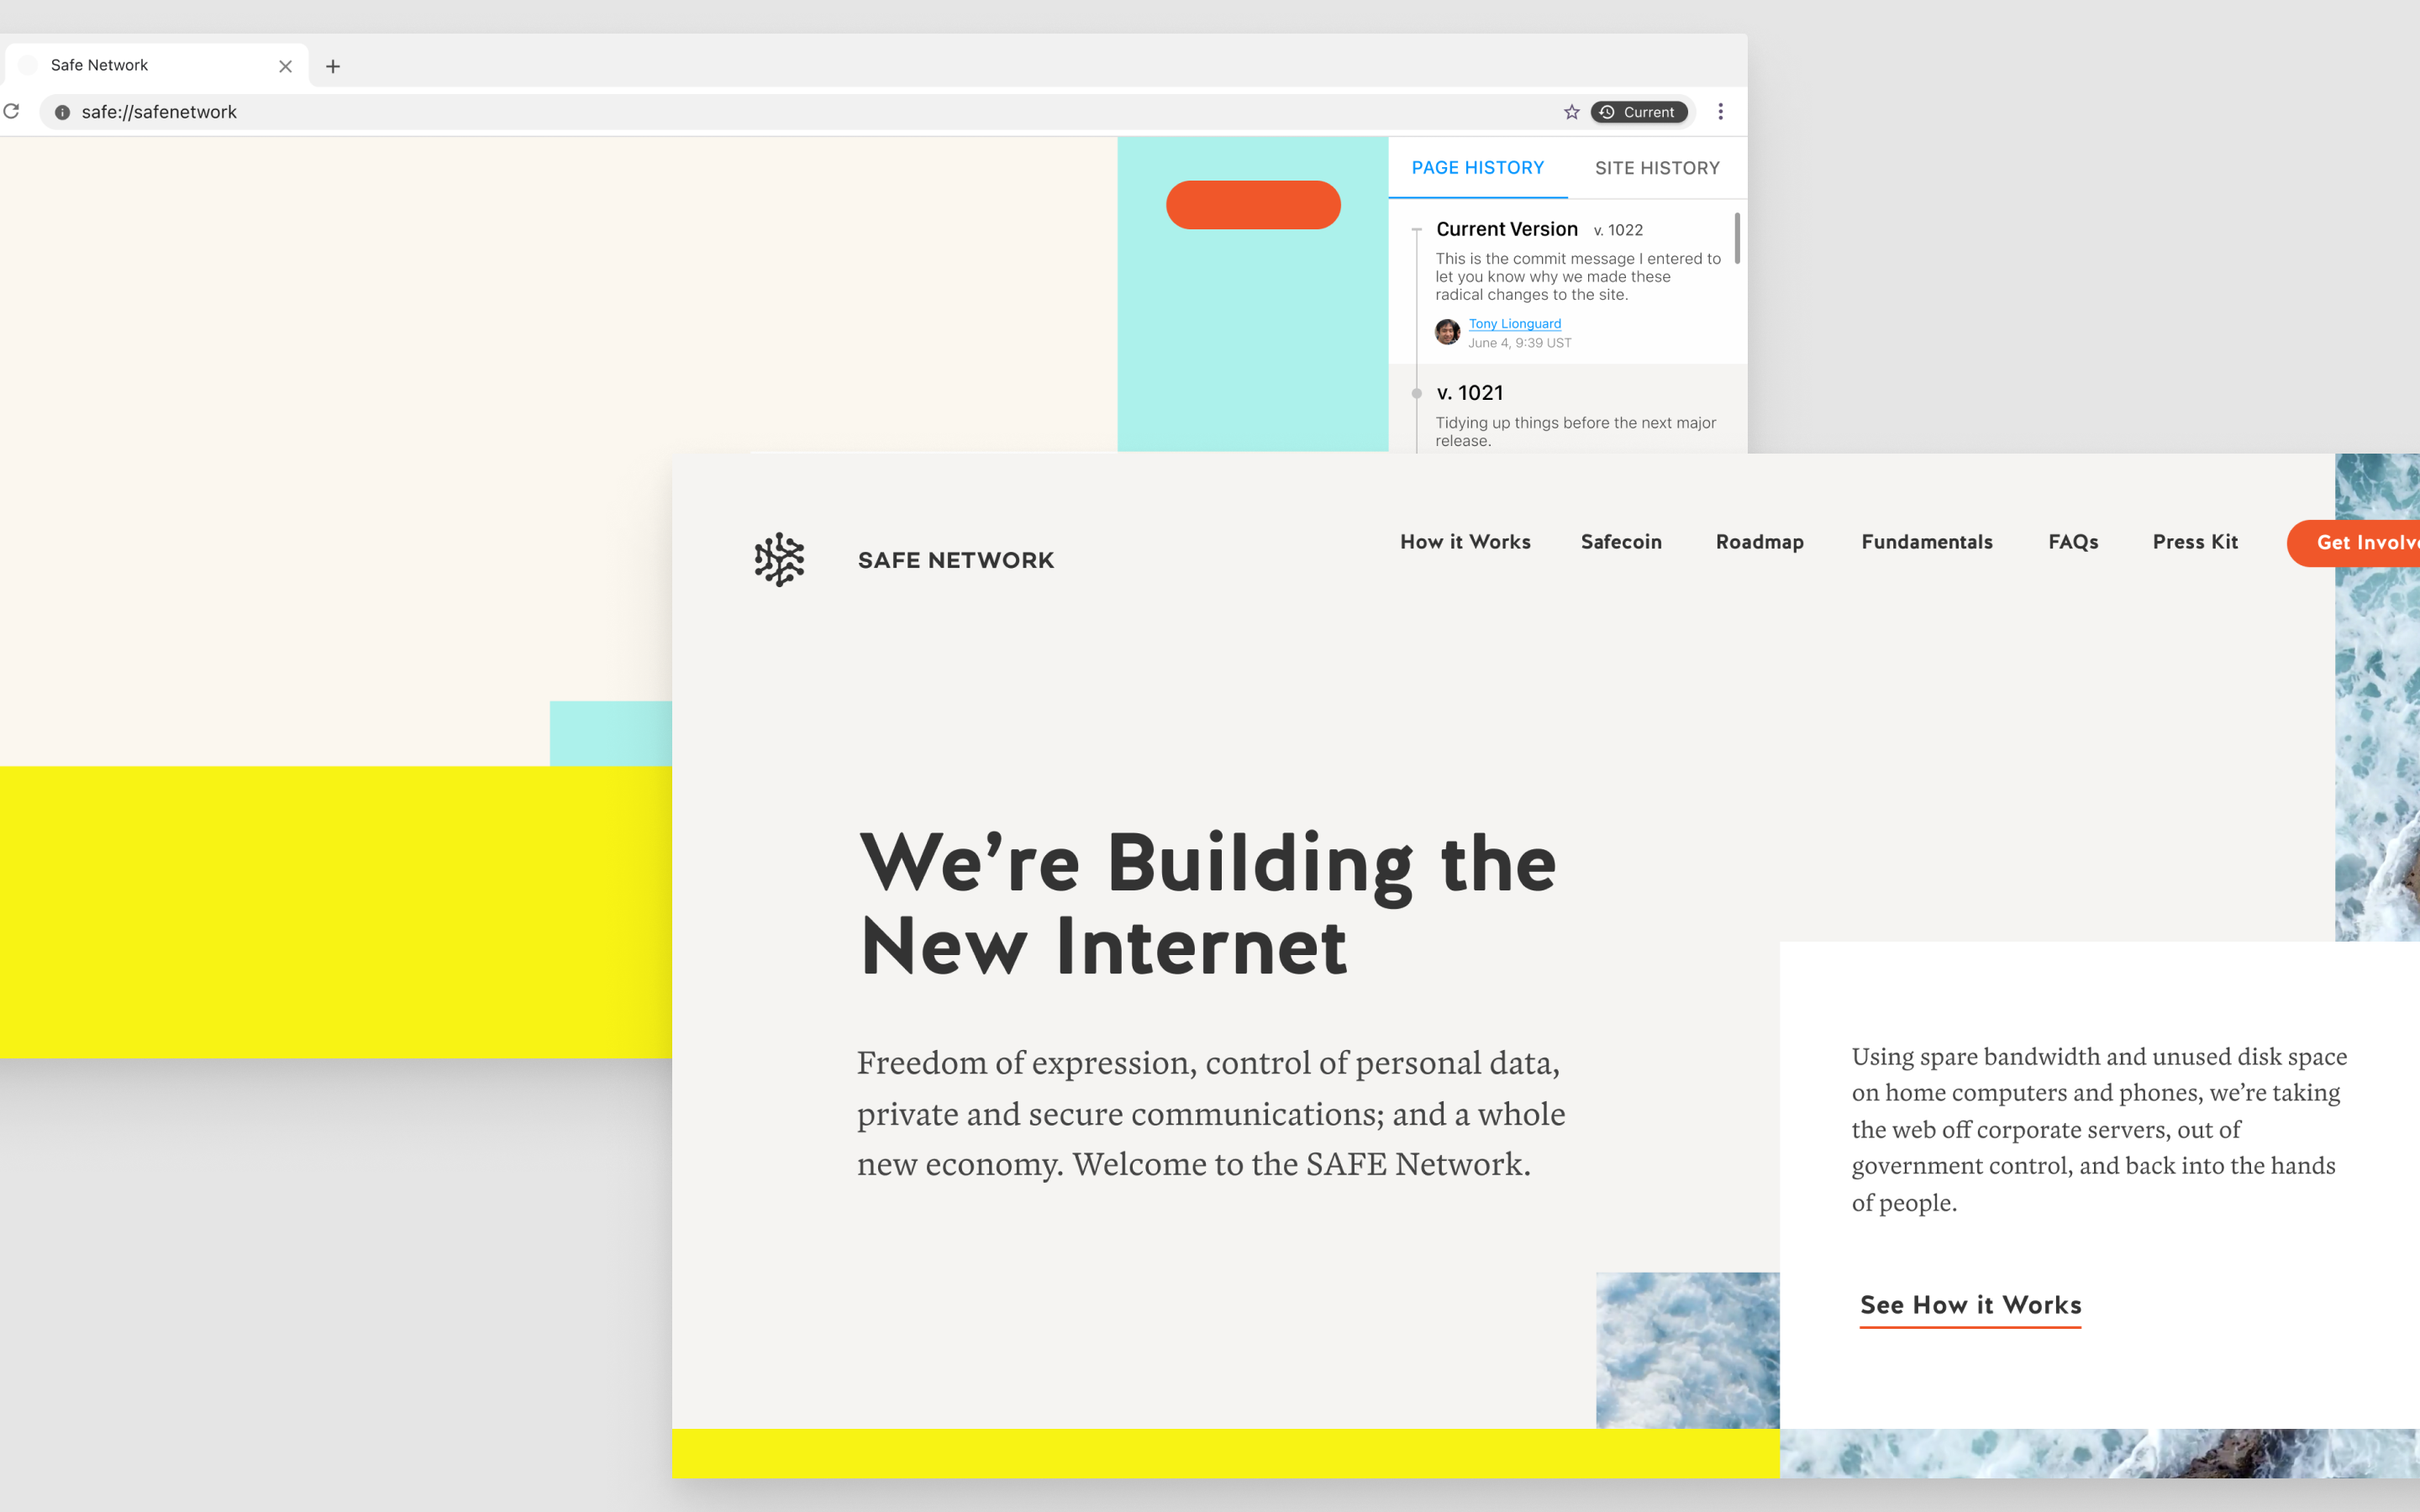 Safe Network
safe://safenetwork
Current
PAGE HISTORY
SITE HISTORY
Current Version v. 1022
This is the commit message I entered to
let you know why we made these
radical changes to the site.
Tony Lionguard
June 4, 9:39 UST
v. 1021
Tidying up things before the next major
release.
SAFE NETWORK
How it Works
Safecoin
Roadmap
Fundamentals
FAQs
Press Kit
Get Involve
We’re Building the
New Internet
Freedom of expression, control of personal data,
private and secure communications; and a whole
new economy. Welcome to the SAFE Network.
Using spare bandwidth and unused disk space
on home computers and phones, we’re taking
the web off corporate servers, out of
government control, and back into the hands
of people.
See How it Works